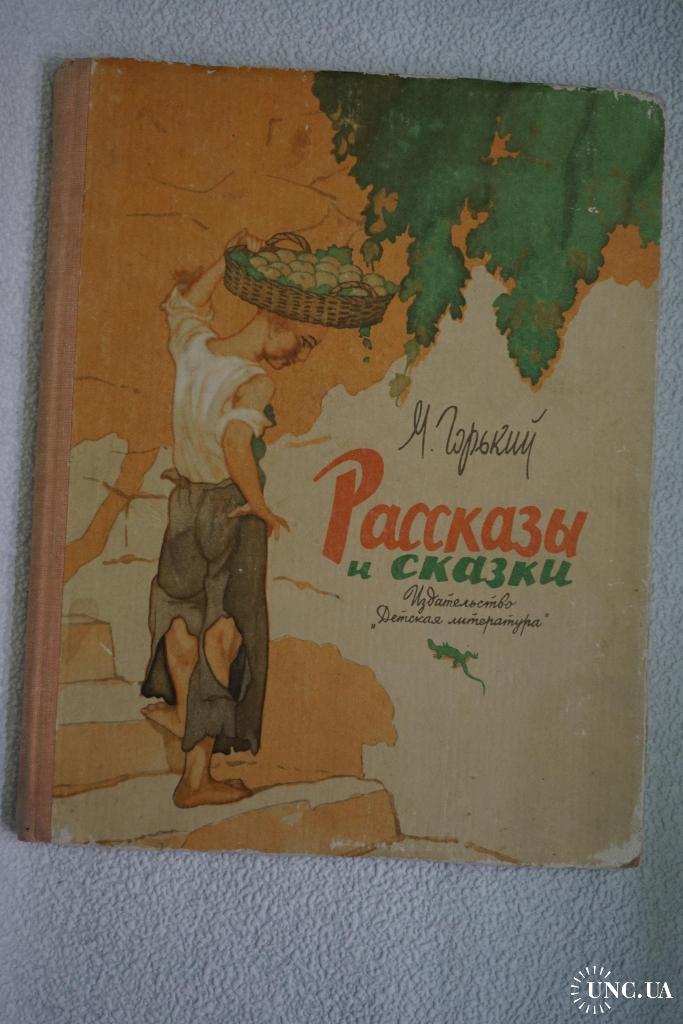 М. Горький
Рассказы
и сказки
Издательство
„Детская литература"
UNC.UA